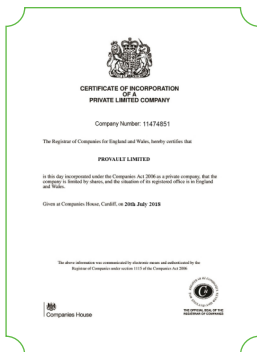 CERTIFICATE OF INCORPORATION
OF A
PRIVATE LIMITED COMPANY
Company Number: 11474851
The Registrar of Companies for England and Wales, hereby certifies that
PROVAULT LIMITED
is this day incorporated under the Companies Act 2006 as a private company, that the
company is limited by shares, and the situation of its registered office is in England
and Wales.
Given at Companies House, Cardiff, on 20th July 2018
The above information was communicated by electronic means and authenticated by the
Registrar of Companies under section 1115 of the Companies Act 2006
Companies House
THE OFFICIAL SEAL OF THE
REGISTRAR OF COMPANIES